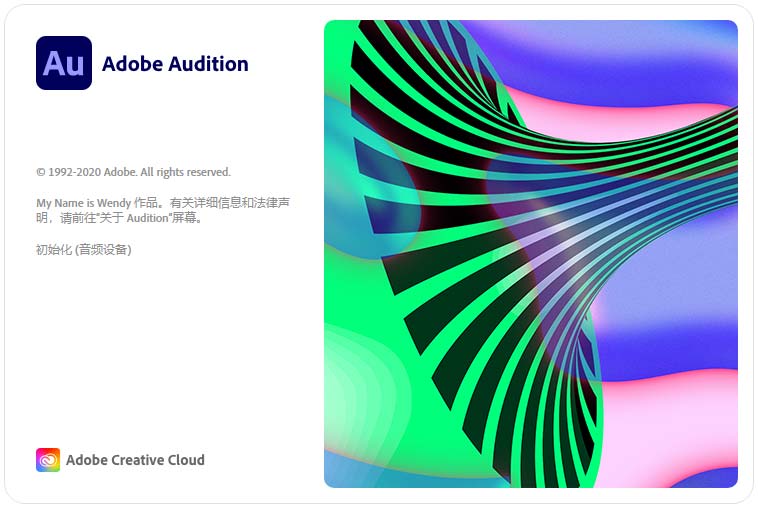 Au Adobe Audition
© 1992-2020 Adobe. All rights reserved.
My Name is Wendy 作品。有关详细信息和法律声
明，请前往“关于 Audition”屏幕。
初始化 (音频设备)
Adobe Creative Cloud